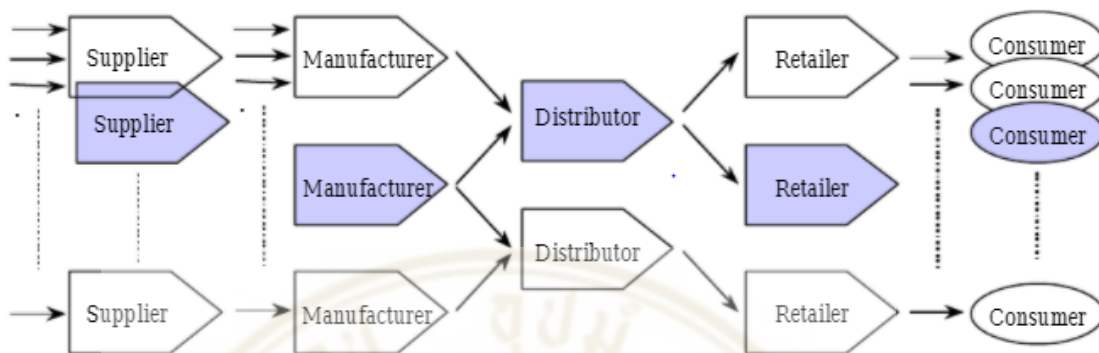 Supplier
Manufacturer
Retailer
Consumer
Consumer
Supplier
Distributor
Consumer
Manufacturer
Retailer
Distributor
Supplier
Manufacturer
Retailer
Consumer